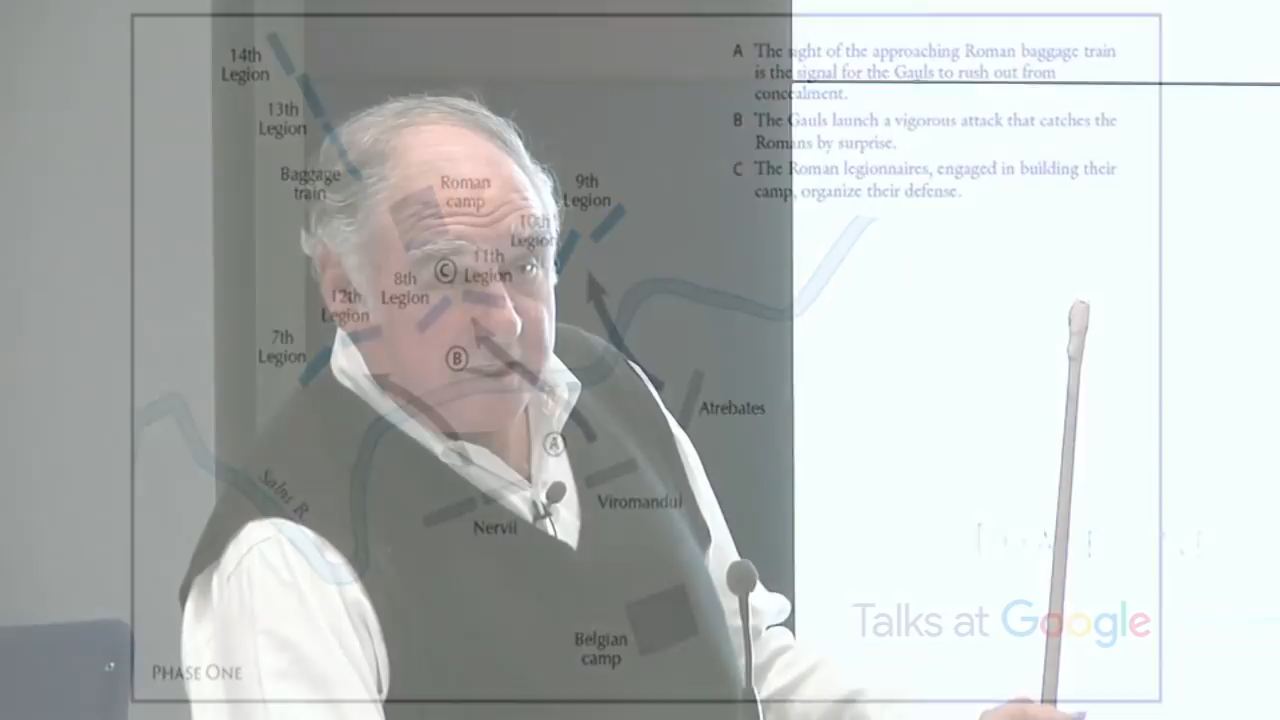 14th
Legion
13th
Legion
Baggage
train
Roman
camp
9th
Legion
10th
Legion
11th
Legion
C
8th
Legion
12th
Legion
7th
Legion
B
A
Atrebates
Viromandui
Nervii
Belgian
camp
PHASE ONE
A The sight of the approaching Roman baggage train
is the signal for the Gauls to rush out from
concealment.
B The Gauls launch a vigorous attack that catches the
Romans by surprise.
C The Roman legionnaires, engaged in building their
camp, organize their defense.
Talks at Google